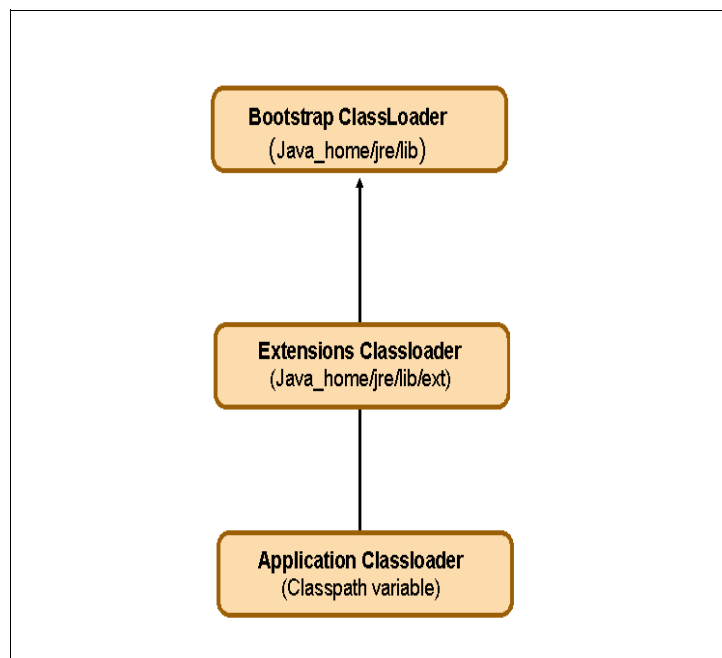 Bootstrap ClassLoader
(Java_home/jre/lib)
Extensions Classloader
(Java_home/jre/lib/ext)
Application Classloader
(Classpath variable)